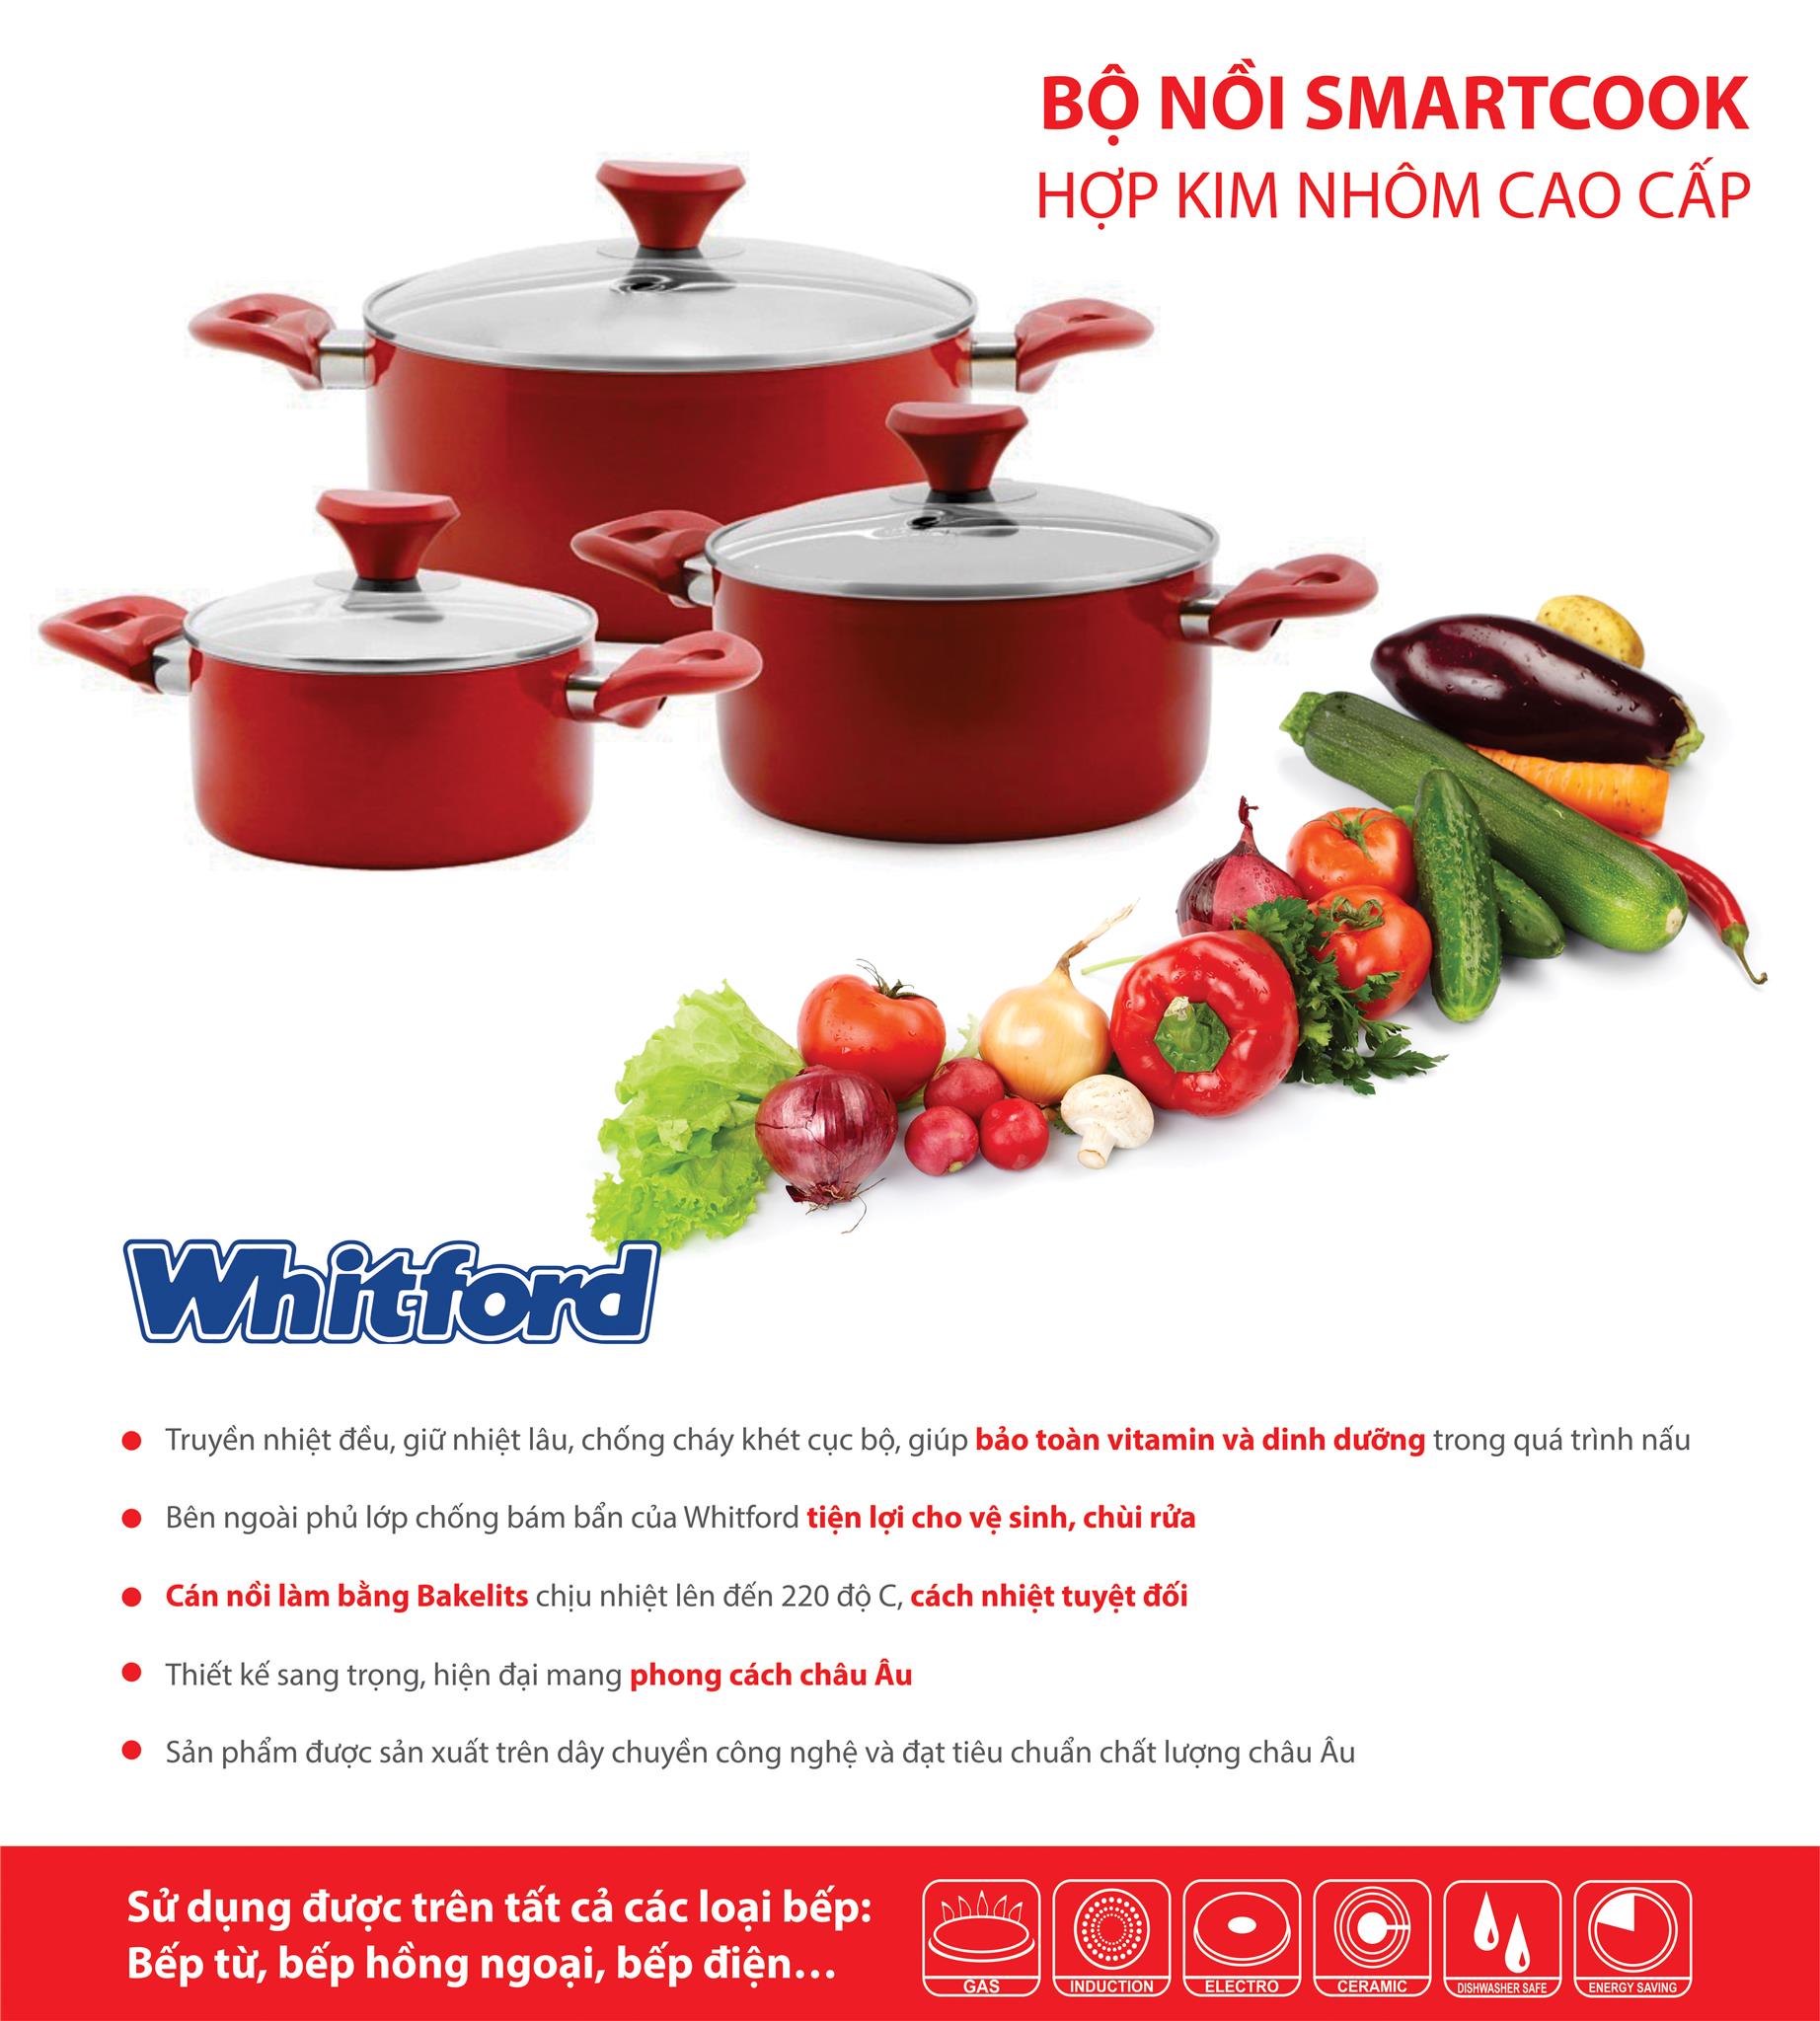 BỘ NỒI SMARTCOOK
HỢP KIM NHÔM CAO CẤP
Whitford
Truyền nhiệt đều, giữ nhiệt lâu, chống cháy khét cục bộ, giúp bảo toàn vitamin và dinh dưỡng trong quá trình nấu
Bên ngoài phủ lớp chống bám bẩn của Whitford tiện lợi cho vệ sinh, chùi rửa
Cán nồi làm bằng Bakelits chịu nhiệt lên đến 220 độ C, cách nhiệt tuyệt đối
Thiết kế sang trọng, hiện đại mang phong cách châu Âu
Sản phẩm được sản xuất trên dây chuyền công nghệ và đạt tiêu chuẩn chất lượng châu Âu
Sử dụng được trên tất cả các loại bếp:
Bếp từ, bếp hồng ngoại, bếp điện...
GAS INDUCTION ELECTRO CERAMIC DISHWASHER SAFE ENERGY SAVING